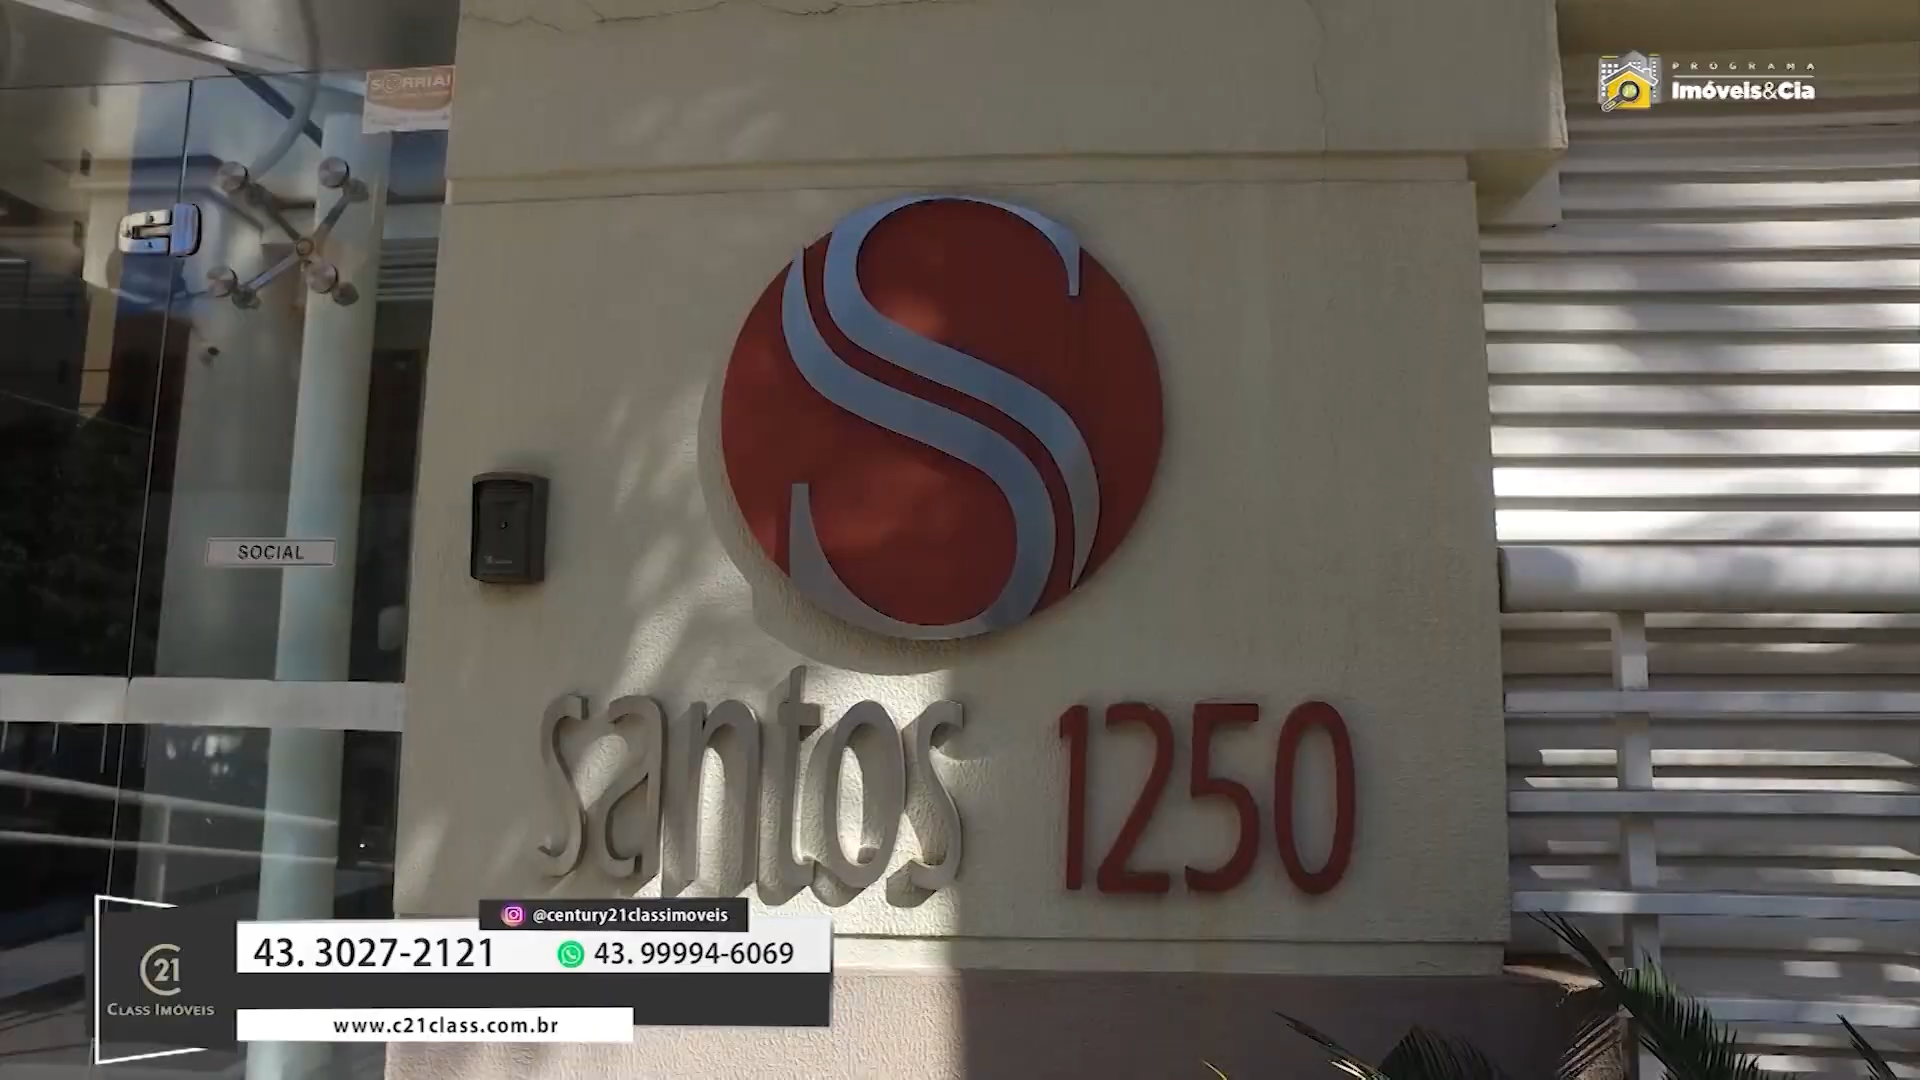 SORRIA!
PROGRAMA
Imóveis&Cia
SOCIAL
S
santos 1250
@century21classimoveis
43. 3027-2121 43. 99994-6069
C21
CLASS IMÓVEIS
www.c21class.com.br